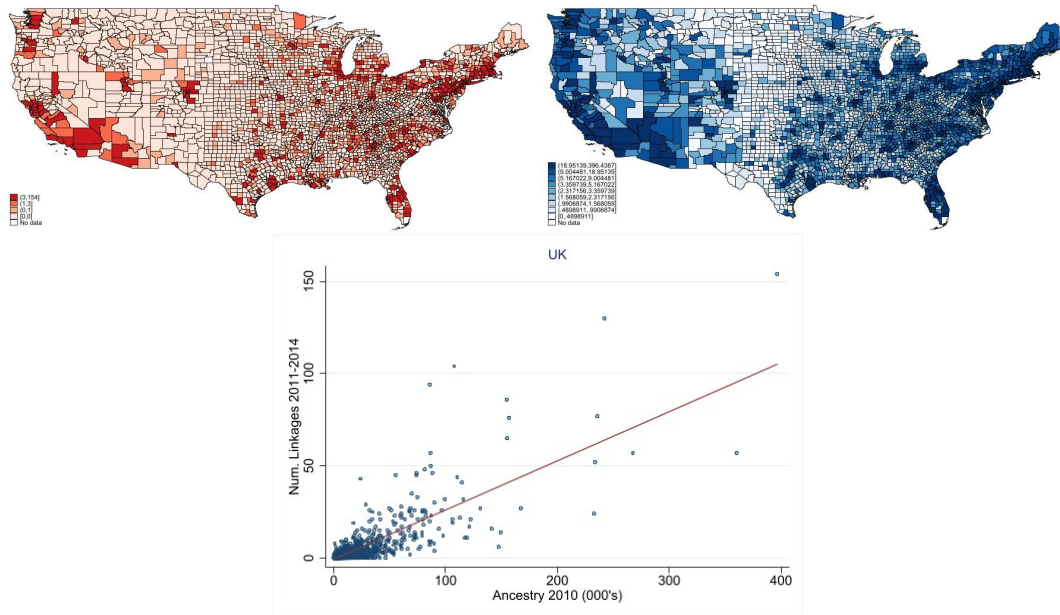 (3,154]
(1,3]
(0,1]
[0,0]
No data
(18.95139,396.4387]
(9.004481,18.95139]
(5.167022,9.004481]
(3.359739,5.167022]
(2.317156,3.359739]
(1.568059,2.317156]
(.9906874,1.568059]
(.4898911,.9906874]
[0,.4898911]
No data
UK
150
100
50
0
Num. Linkages 2011-2014
0 100 200 300 400
Ancestry 2010 (000's)